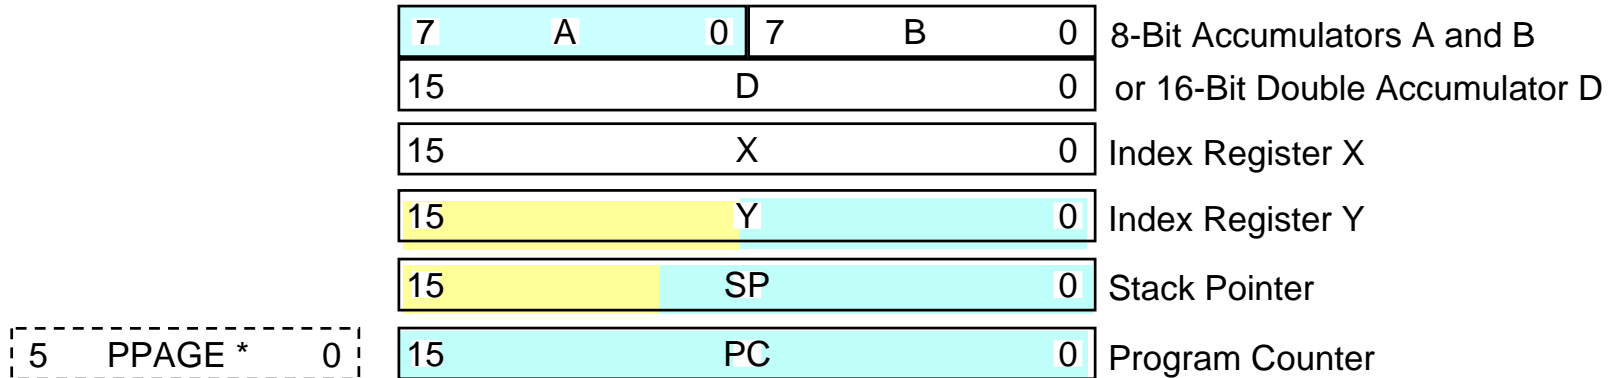 7 A 0 7 B 0 8-Bit Accumulators A and B
15 D 0 or 16-Bit Double Accumulator D
15 X 0 Index Register X
15 Y 0 Index Register Y
15 SP 0 Stack Pointer
5 PPAGE * 0 15 PC 0 Program Counter